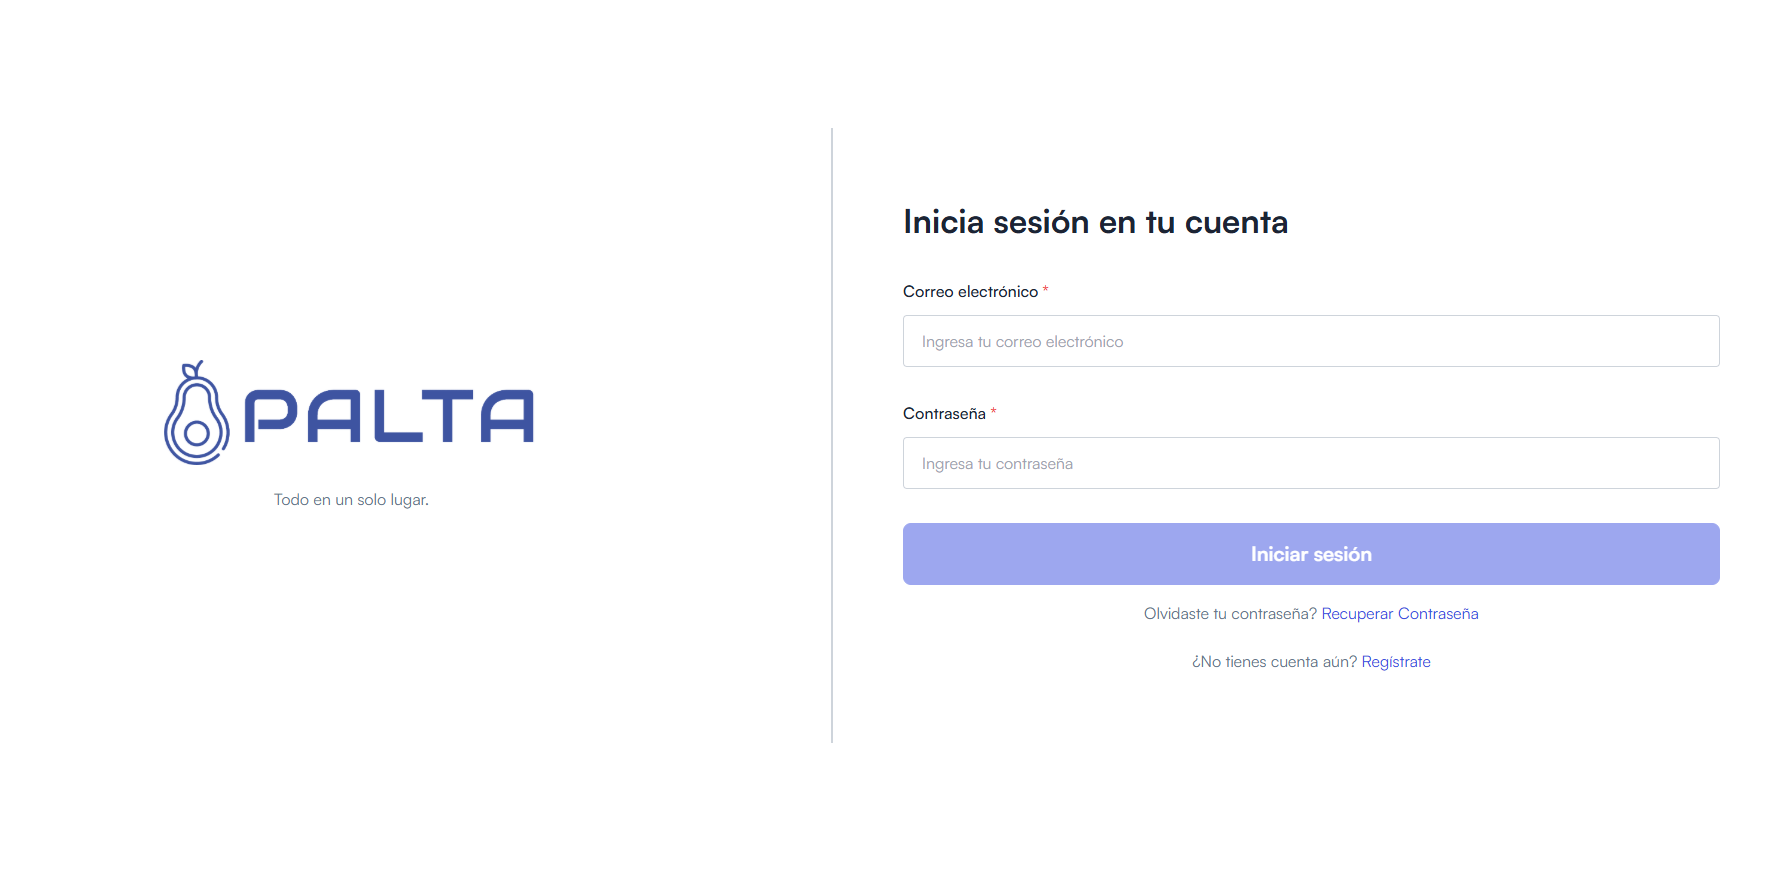 PALTA
Todo en un solo lugar.
Inicia sesión en tu cuenta
Correo electrónico *
Ingresa tu correo electrónico
Contraseña *
Ingresa tu contraseña
Iniciar sesión
Olvidaste tu contraseña? Recuperar Contraseña
¿No tienes cuenta aún? Regístrate